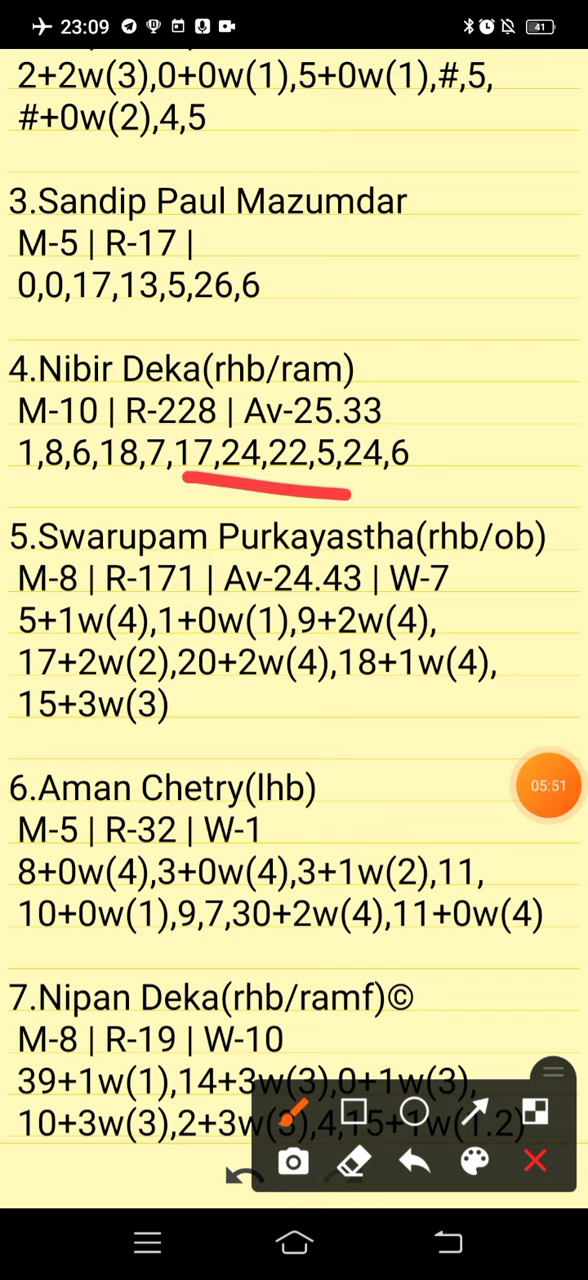 23:09
41
2+2w(3),0+0w(1),5+0w(1),#,5,
#+0w(2),4,5
3.Sandip Paul Mazumdar
M-5 | R-17 |
0,0,17,13,5,26,6
4.Nibir Deka(rhb/ram)
M-10 | R-228 | Av-25.33
1,8,6,18,7,17,24,22,5,24,6
5.Swarupam Purkayastha(rhb/ob)
M-8 | R-171 | Av-24.43 | W-7
5+1w(4),1+0w(1),9+2w(4),
17+2w(2),20+2w(4),18+1w(4),
15+3w(3)
05:51
6.Aman Chetry(lhb)
M-5 | R-32 | W-1
8+0w(4),3+0w(4),3+1w(2),11,
10+0w(1),9,7,30+2w(4),11+0w(4)
7.Nipan Deka(rhb/ramf)©
M-8 | R-19 | W-10
39+1w(1),14+3w(3),0+1w(3),
10+3w(3),2+3w(3),4,15+1w(1.2)